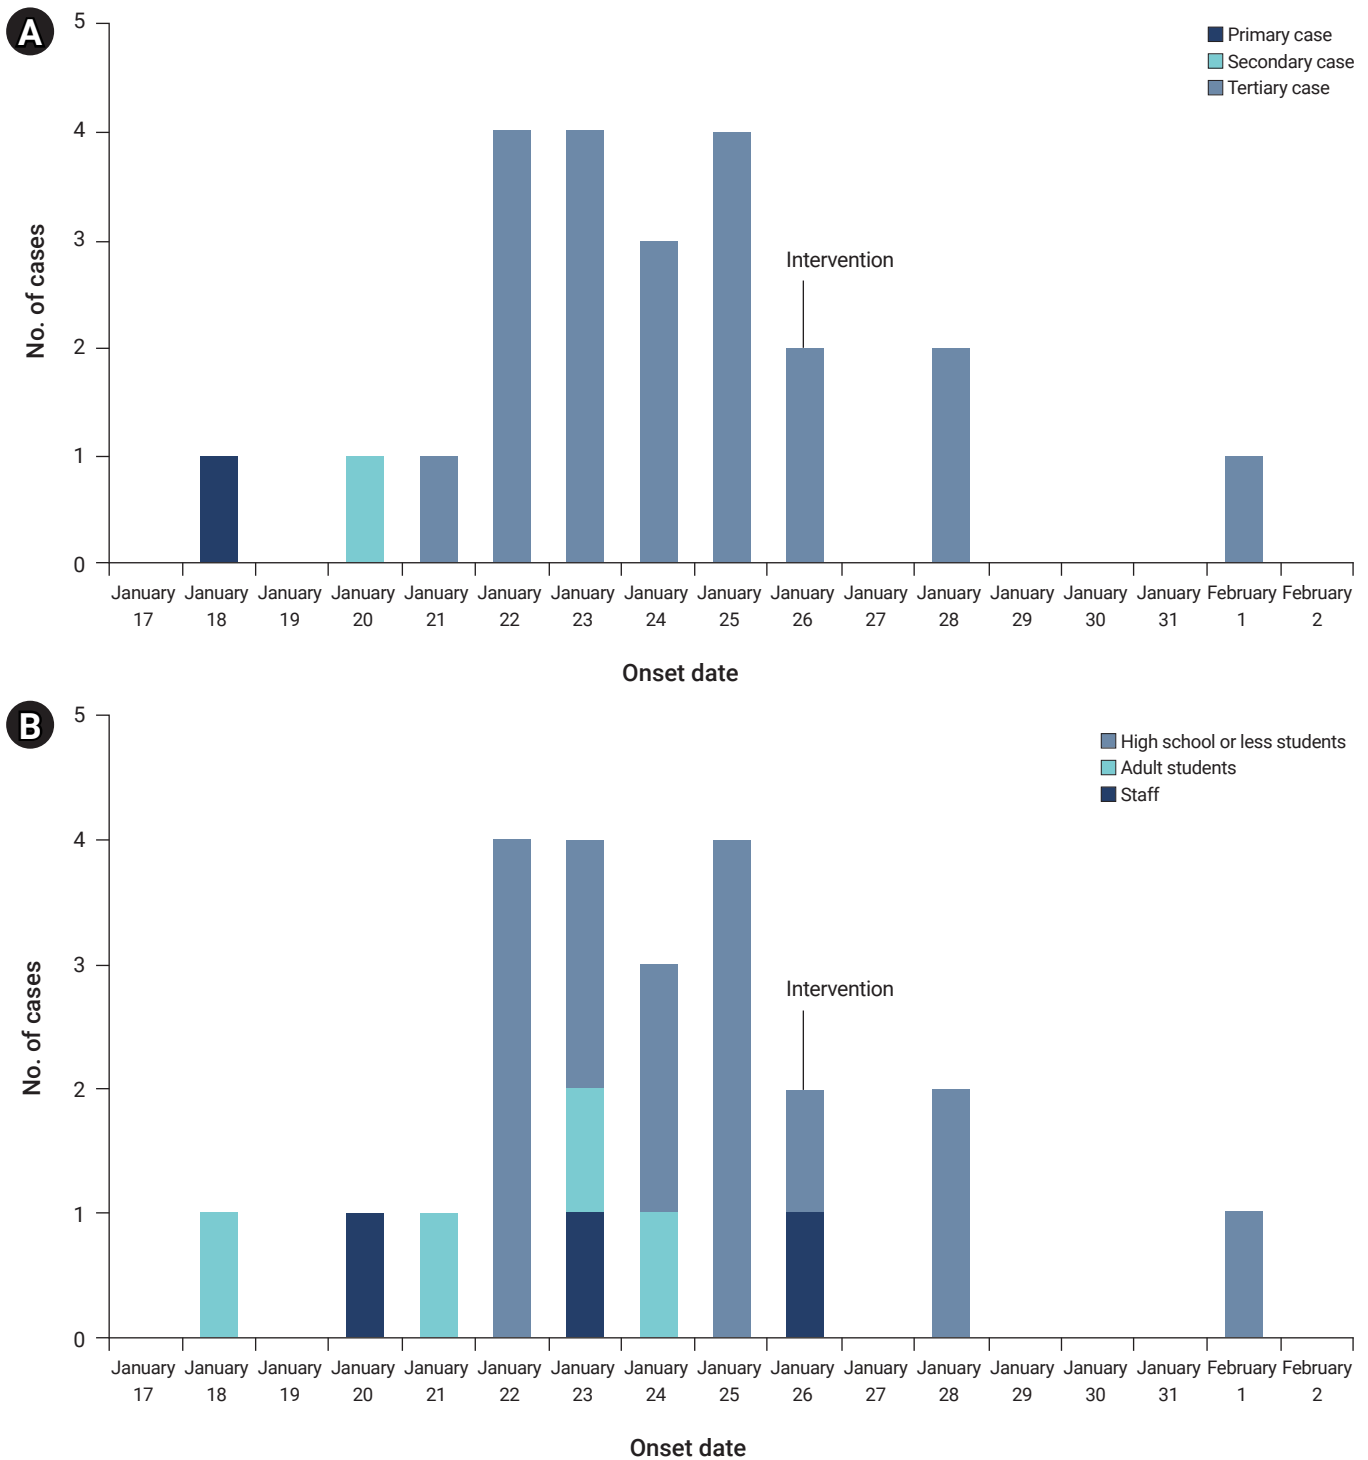 A
5
4
3
2
1
0
No. of cases
Primary case
Secondary case
Tertiary case
Intervention
January January January January January January January January January January January January January January January February February
17 18 19 20 21 22 23 24 25 26 27 28 29 30 31 1 2
Onset date
B
5
4
3
2
1
0
No. of cases
High school or less students
Adult students
Staff
Intervention
January January January January January January January January January January January January January January January February February
17 18 19 20 21 22 23 24 25 26 27 28 29 30 31 1 2
Onset date